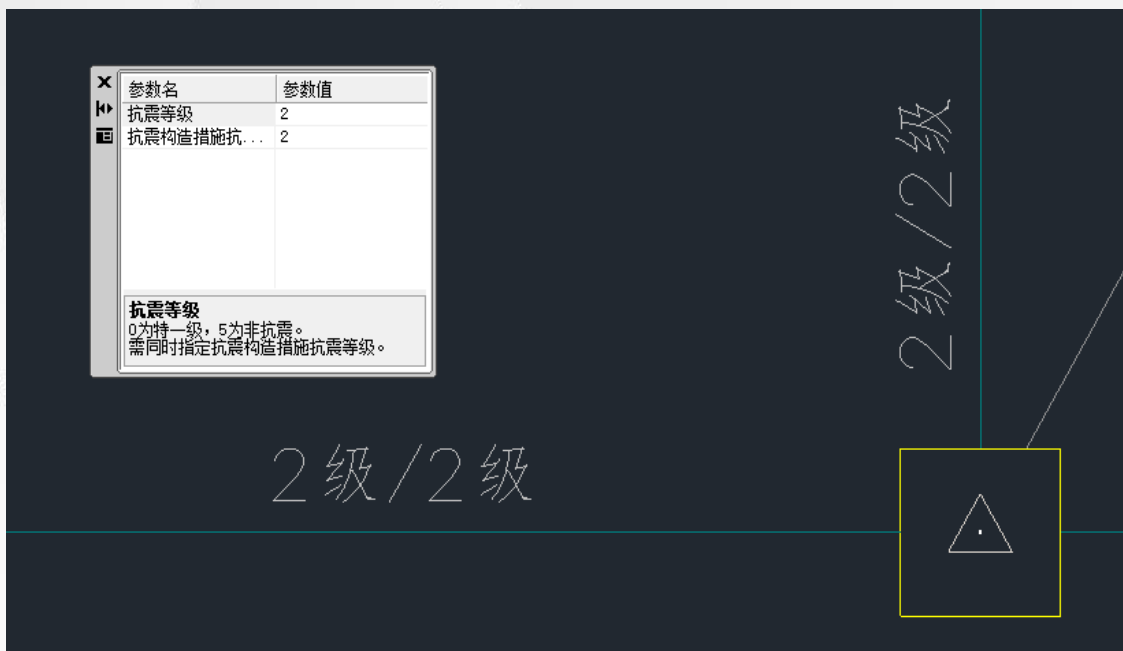 参数名 参数值
抗震等级 2
抗震构造措施抗... 2
抗震等级
0为特一级，5为非抗震。
需同时指定抗震构造措施抗震等级。
2级/2级
2级/2级